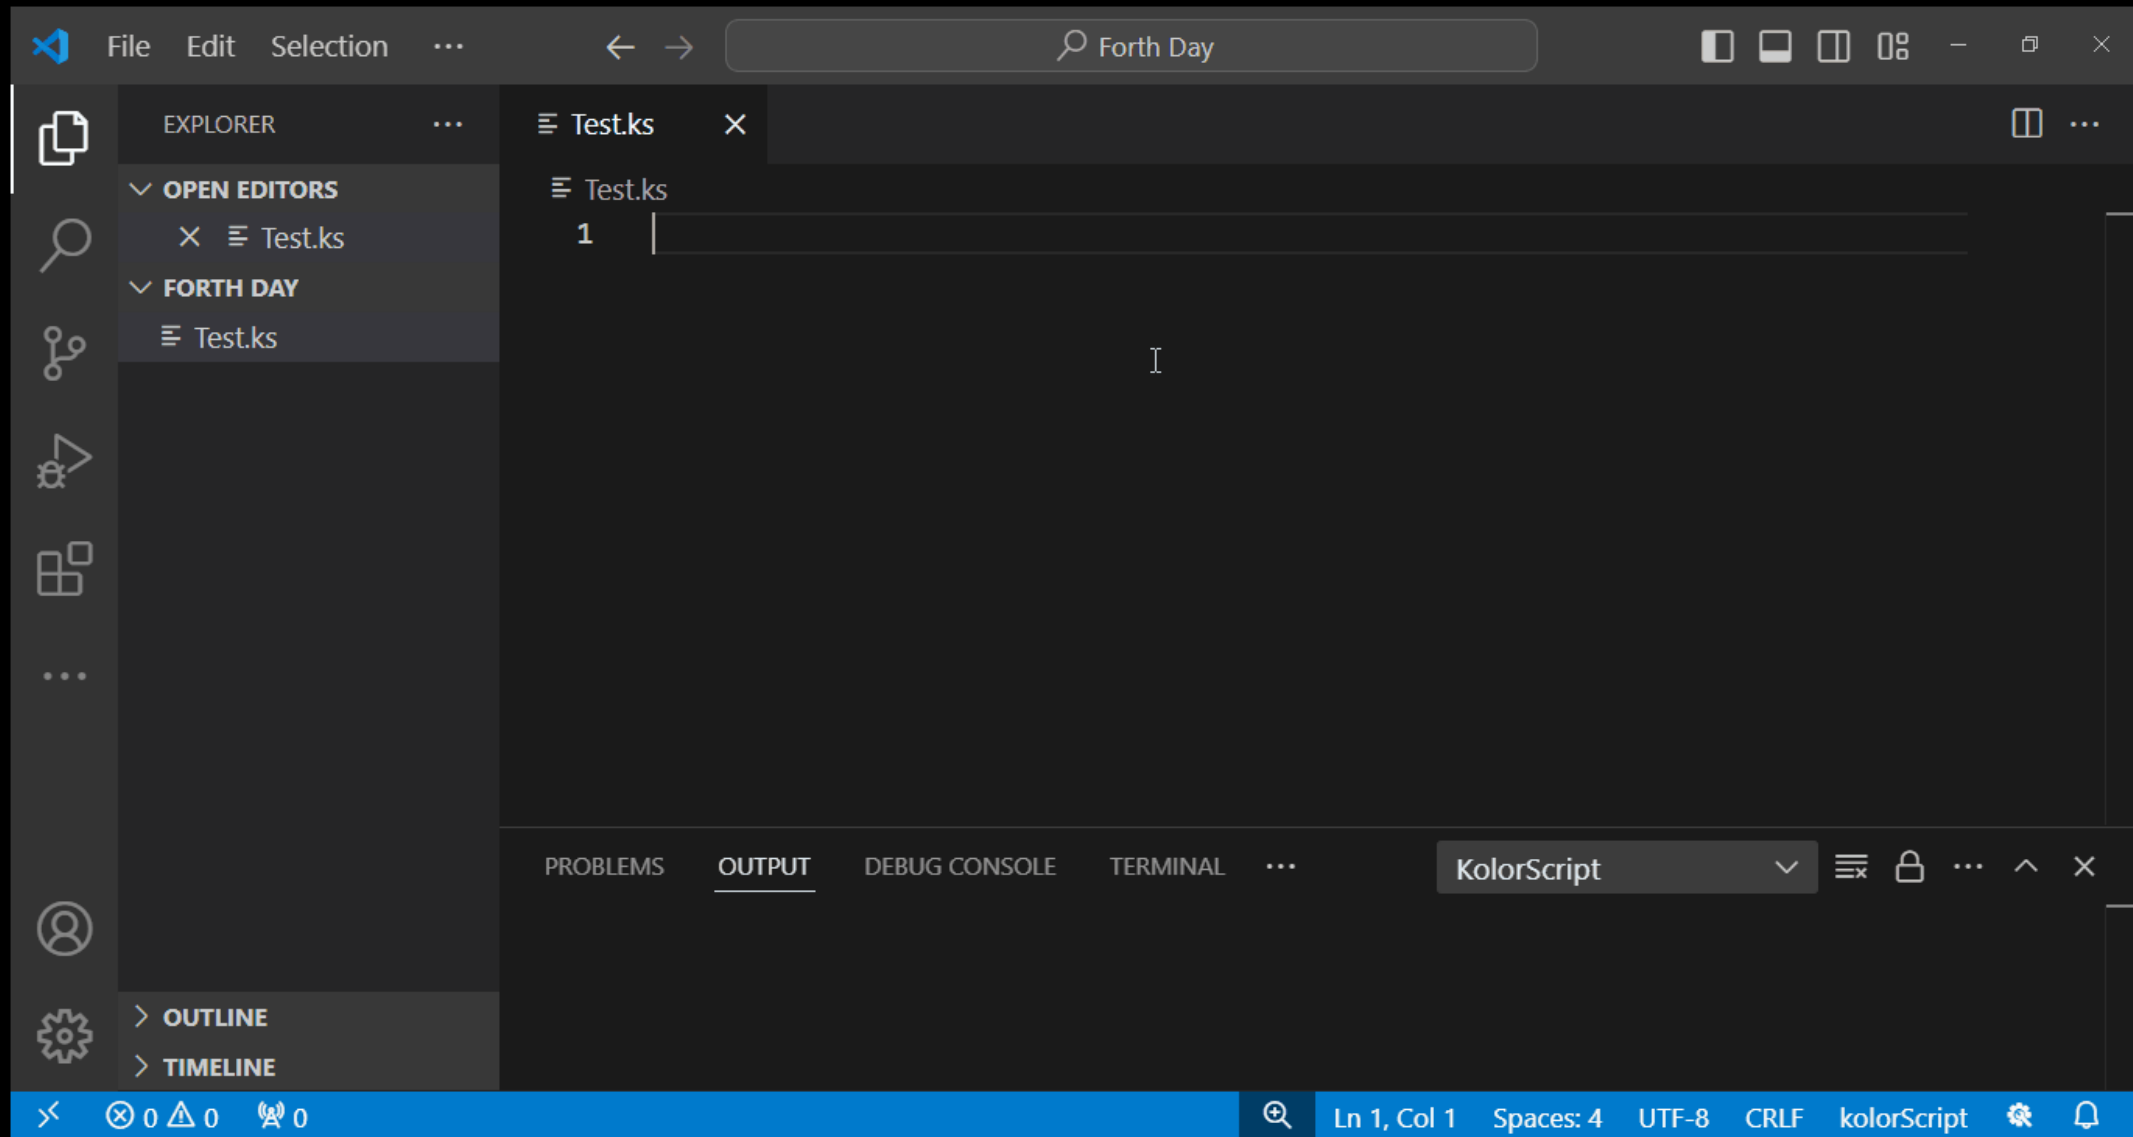 File Edit Selection ··· Forth Day
EXPLORER ···
Test.ks
OPEN EDITORS
Test.ks
Test.ks
1
FORTH DAY
Test.ks
PROBLEMS OUTPUT DEBUG CONSOLE TERMINAL ··· KolorScript
OUTLINE
TIMELINE
0 0 0 Ln 1, Col 1 Spaces: 4 UTF-8 CRLF kolorScript